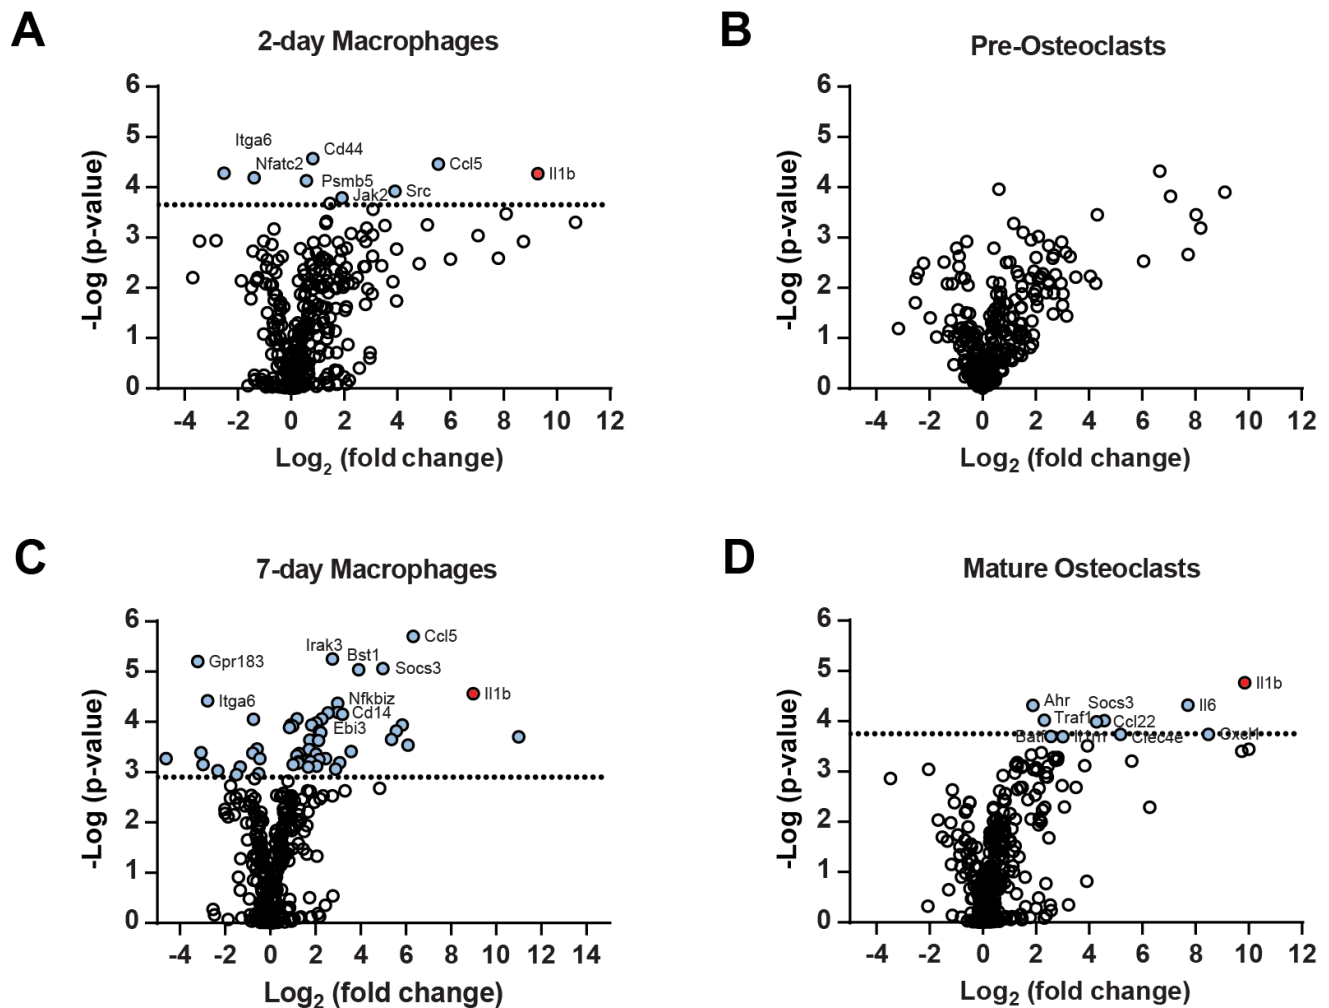 A
2-day Macrophages
6
5
4
3
2
1
0
-Log (p-value)
Itga6
Nfatc2
Cd44
Psmb5
Jak2
Src
Ccl5
Il1b
-4 -2 0 2 4 6 8 10 12
Log2 (fold change)
B
Pre-Osteoclasts
6
5
4
3
2
1
0
-Log (p-value)
-4 -2 0 2 4 6 8 10 12
Log2 (fold change)
C
7-day Macrophages
6
5
4
3
2
1
0
-Log (p-value)
Gpr183
Itga6
Irak3
Bst1
Ccl5
Socs3
Il1b
Nfkbiz
Cd14
Ebi3
-4 -2 0 2 4 6 8 10 12 14
Log2 (fold change)
D
Mature Osteoclasts
6
5
4
3
2
1
0
-Log (p-value)
Il1b
Ahr
Socs3
Il6
Traf1
Ccl22
Clec4e
Cxcl1
-4 -2 0 2 4 6 8 10 12
Log2 (fold change)